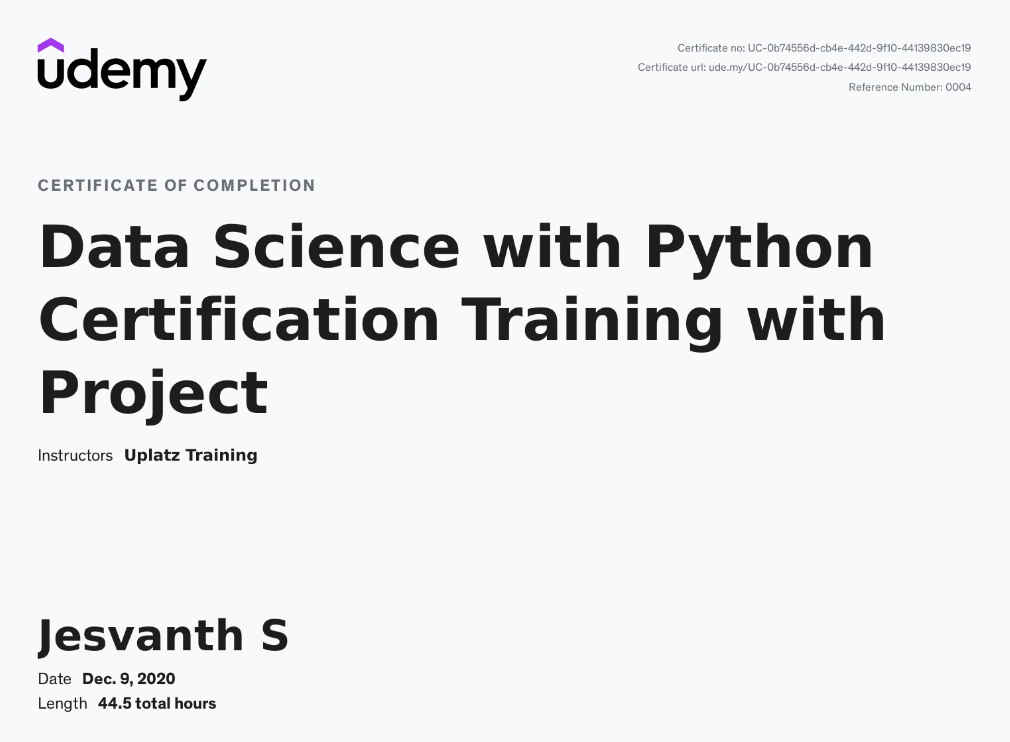 udemy
Certificate no: UC-0b74556d-cb4e-442d-9f10-44139830ec19
Certificate url: ude.my/UC-0b74556d-cb4e-442d-9f10-44139830ec19
Reference Number: 0004
CERTIFICATE OF COMPLETION
Data Science with Python
Certification Training with
Project
Instructors Uplatz Training
Jesvanth S
Date Dec. 9, 2020
Length 44.5 total hours